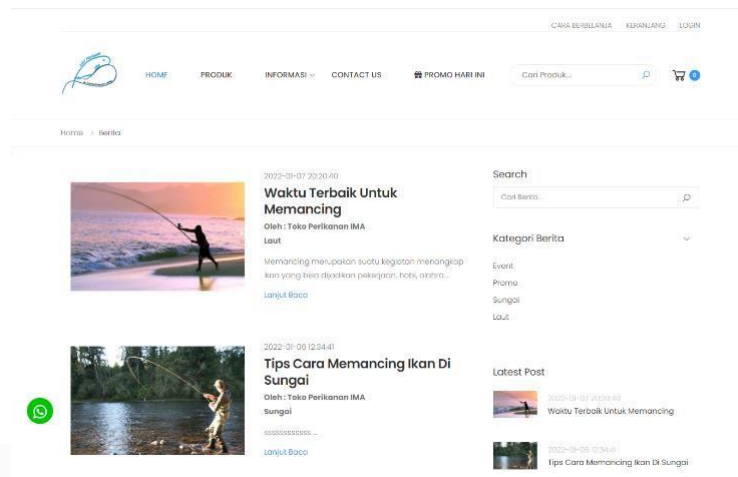 CARA BERBELANJA KERANJANG LOGIN
HOME PRODUK INFORMASI CONTACT US PROMO HARI INI Cari Produk... 0
Home > Berita
2022-01-07 20:20:40
Waktu Terbaik Untuk
Memancing
Oleh : Toko Perikanan IMA
Laut
Memancing merupakan suatu kegiatan menangkap
ikan yang bisa dijadikan pekerjaan, hobi, olahra...
Lanjut Baca
2022-01-06 12:34:41
Tips Cara Memancing Ikan Di
Sungai
Oleh : Toko Perikanan IMA
Sungai
ssssssssssss ...
Lanjut Baca
Search
Cari Berita...
Kategori Berita
Event
Promo
Sungai
Laut
Latest Post
2022-01-07 20:20:40
Waktu Terbaik Untuk Memancing
2022-01-06 12:34:41
Tips Cara Memancing Ikan Di Sungai